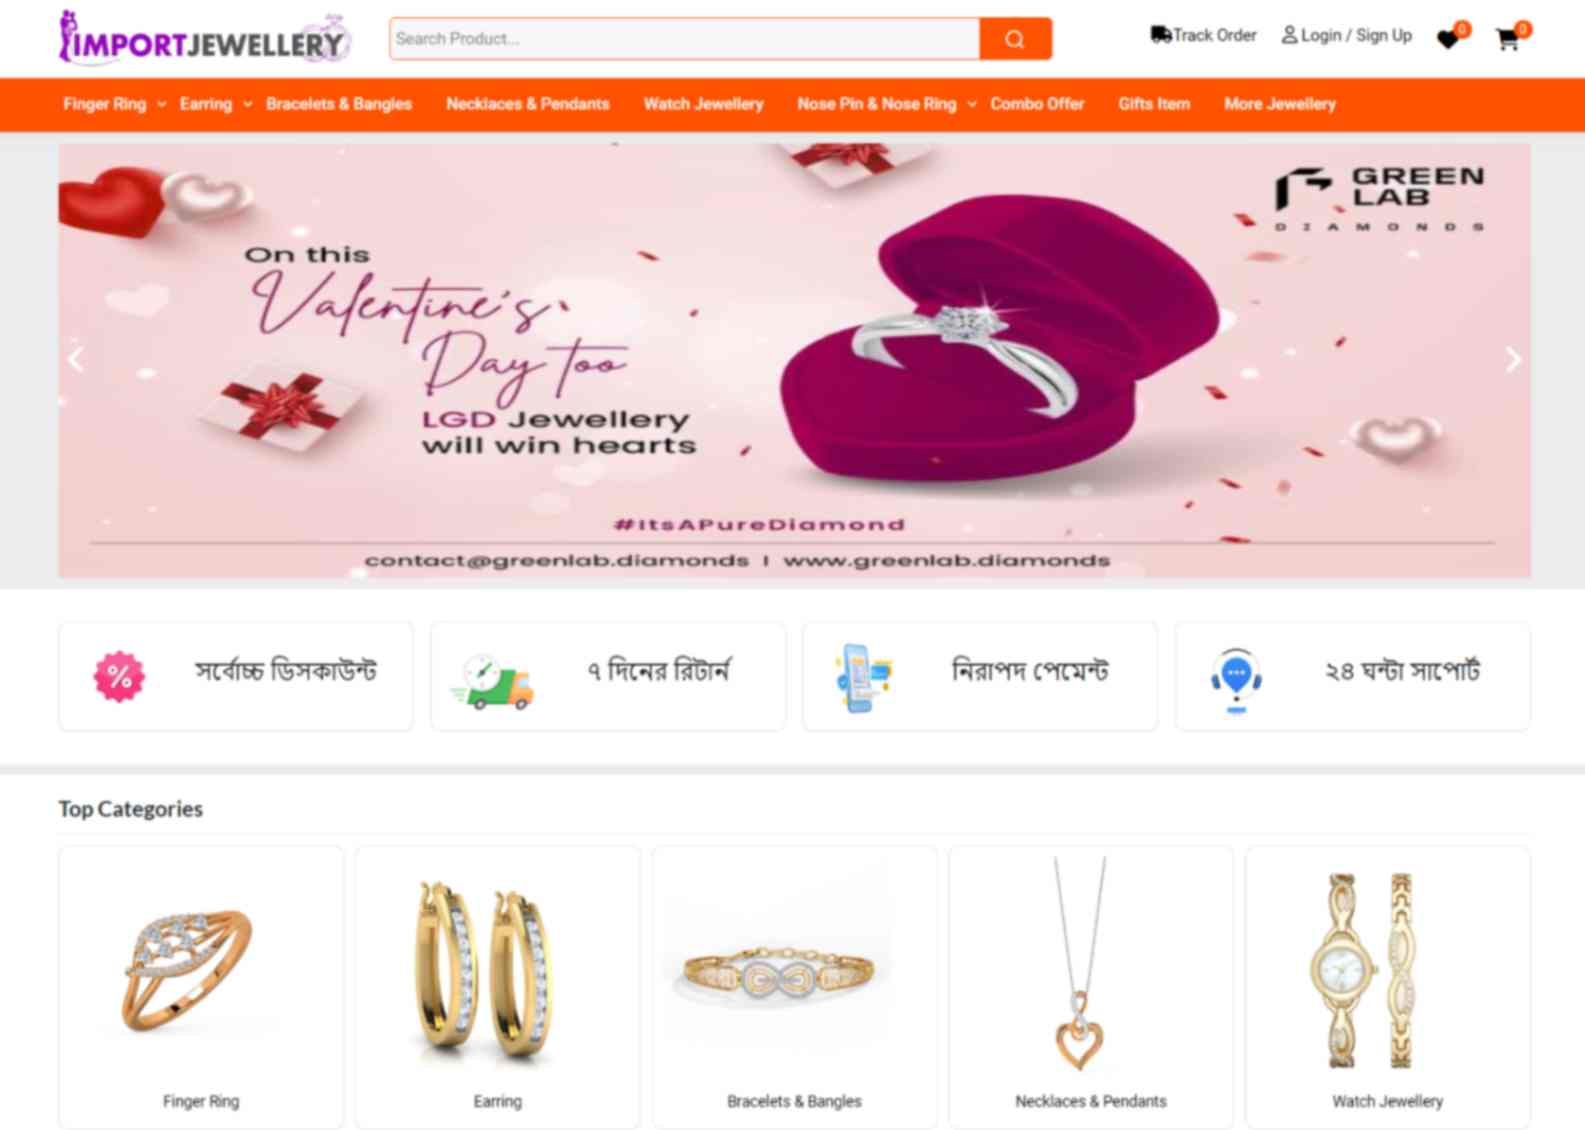 IMPORTJEWELLERY
Search Product...
Track Order
Login / Sign Up
0
0
Finger Ring
Earring
Bracelets & Bangles
Necklaces & Pendants
Watch Jewellery
Nose Pin & Nose Ring
Combo Offer
Gifts Item
More Jewellery
GREEN
LAB
DIAMONDS
On this
Valentine's
Day too
LGD Jewellery
will win hearts
#ItsAPureDiamond
contact@greenlab.diamonds | www.greenlab.diamonds
%
সর্বোচ্চ ডিসকাউন্ট
৭ দিনের রিটার্ন
নিরাপদ পেমেন্ট
২৪ ঘন্টা সাপোর্ট
Top Categories
Finger Ring
Earring
Bracelets & Bangles
Necklaces & Pendants
Watch Jewellery